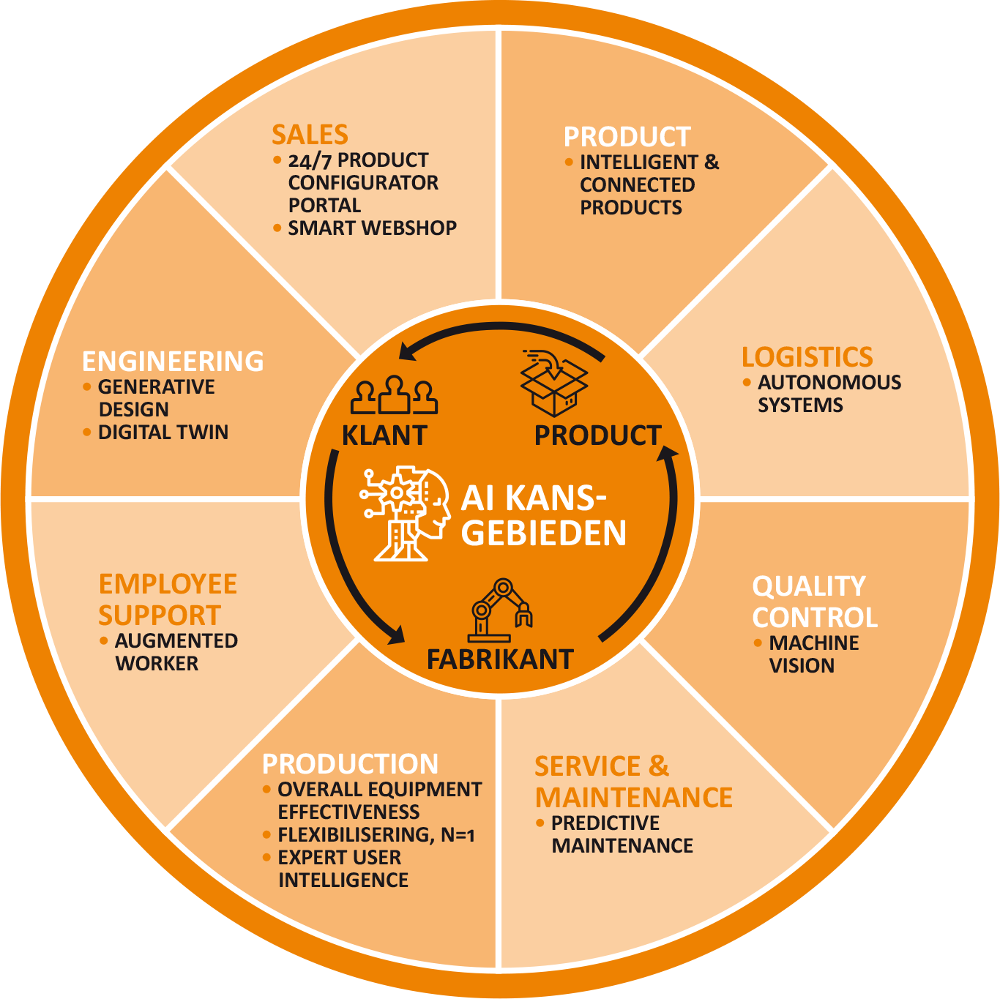 SALES
• 24/7 PRODUCT
CONFIGURATOR
PORTAL
• SMART WEBSHOP
PRODUCT
• INTELLIGENT &
CONNECTED
PRODUCTS
LOGISTICS
• AUTONOMOUS
SYSTEMS
QUALITY
CONTROL
• MACHINE
VISION
SERVICE &
MAINTENANCE
• PREDICTIVE
MAINTENANCE
PRODUCTION
• OVERALL EQUIPMENT
EFFECTIVENESS
• FLEXIBILISERING, N=1
• EXPERT USER
INTELLIGENCE
EMPLOYEE
SUPPORT
• AUGMENTED
WORKER
ENGINEERING
• GENERATIVE
DESIGN
• DIGITAL TWIN
KLANT
PRODUCT
AI KANS-
GEBIEDEN
FABRIKANT